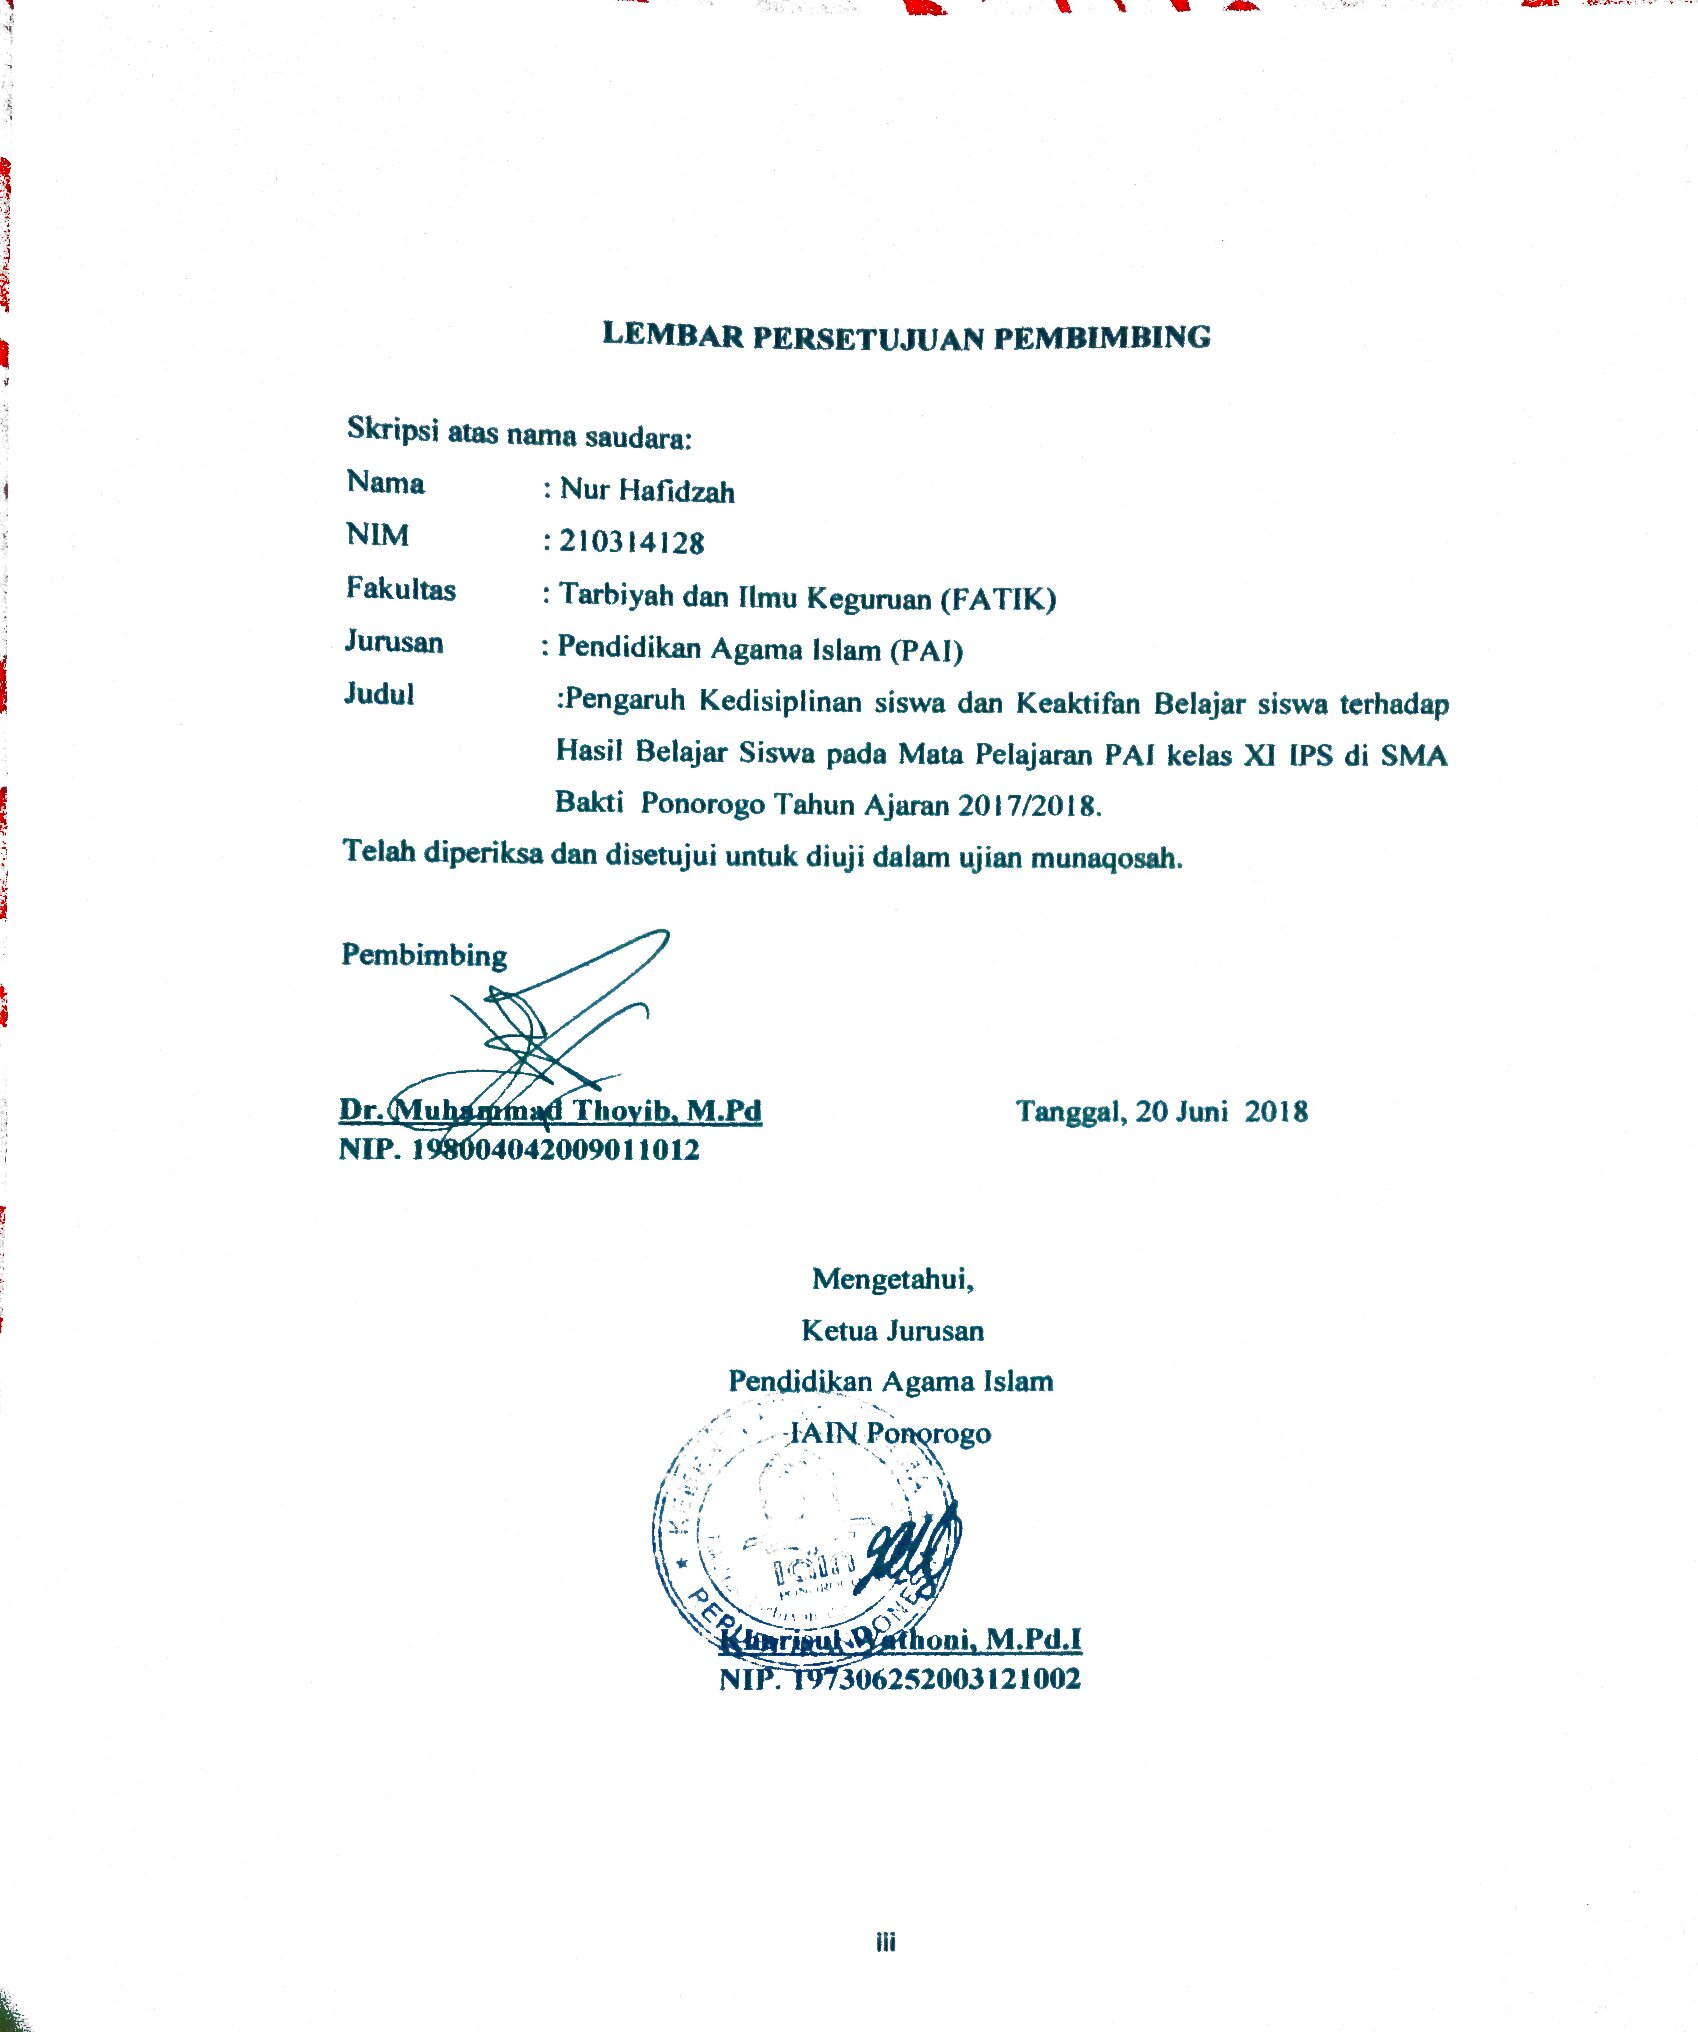 LEMBAR PERSETUJUAN PEMBIMBING
Skripsi atas nama saudara:
Nama : Nur Hafidzah
NIM : 210314128
Fakultas : Tarbiyah dan Ilmu Keguruan (FATIK)
Jurusan : Pendidikan Agama Islam (PAI)
Judul :Pengaruh Kedisiplinan siswa dan Keaktifan Belajar siswa terhadap
Hasil Belajar Siswa pada Mata Pelajaran PAI kelas XI IPS di SMA
Bakti Ponorogo Tahun Ajaran 2017/2018.
Telah diperiksa dan disetujui untuk diuji dalam ujian munaqosah.
Pembimbing
Dr. Muhammad Thoyib, M.Pd
NIP. 198004042009011012
Tanggal, 20 Juni 2018
Mengetahui,
Ketua Jurusan
Pendidikan Agama Islam
IAIN Ponorogo
iain
Kharisul Wathoni, M.Pd.I
NIP. 197306252003121002
iii